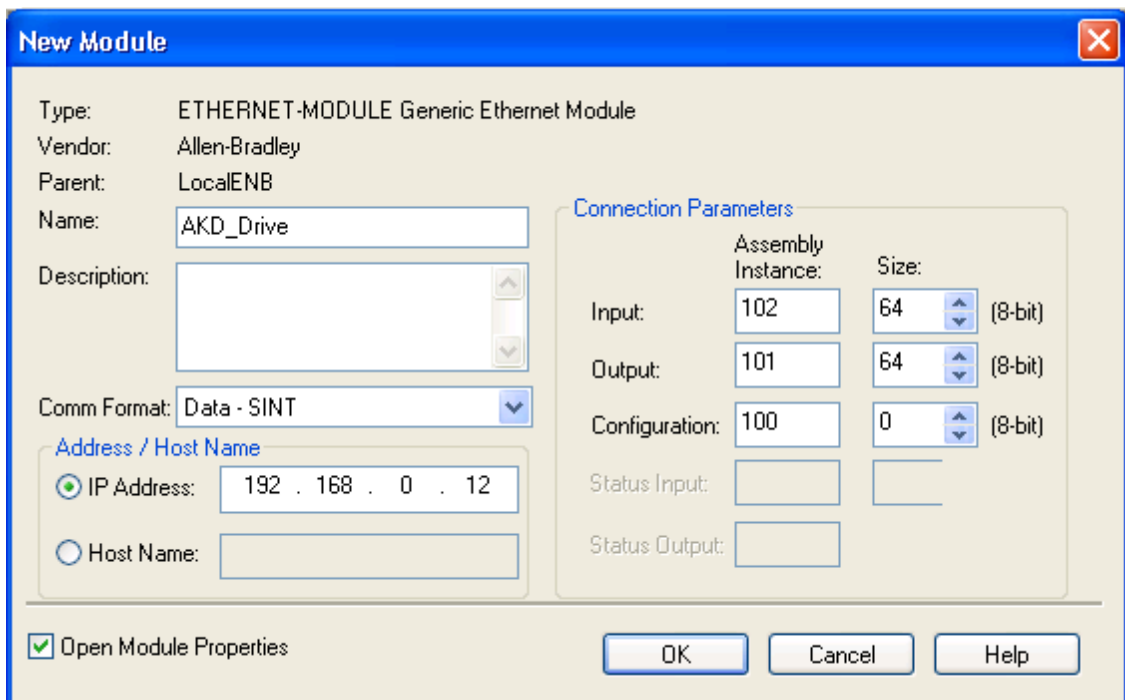 New Module
Type: ETHERNET-MODULE Generic Ethernet Module
Vendor: Allen-Bradley
Parent: LocalENB
Name: AKD_Drive
Description:
Comm Format: Data - SINT
Address / Host Name
IP Address: 192 . 168 . 0 . 12
Host Name:
Connection Parameters
Assembly
Instance: Size:
Input: 102 64 (8-bit)
Output: 101 64 (8-bit)
Configuration: 100 0 (8-bit)
Status Input:
Status Output:
Open Module Properties
OK Cancel Help